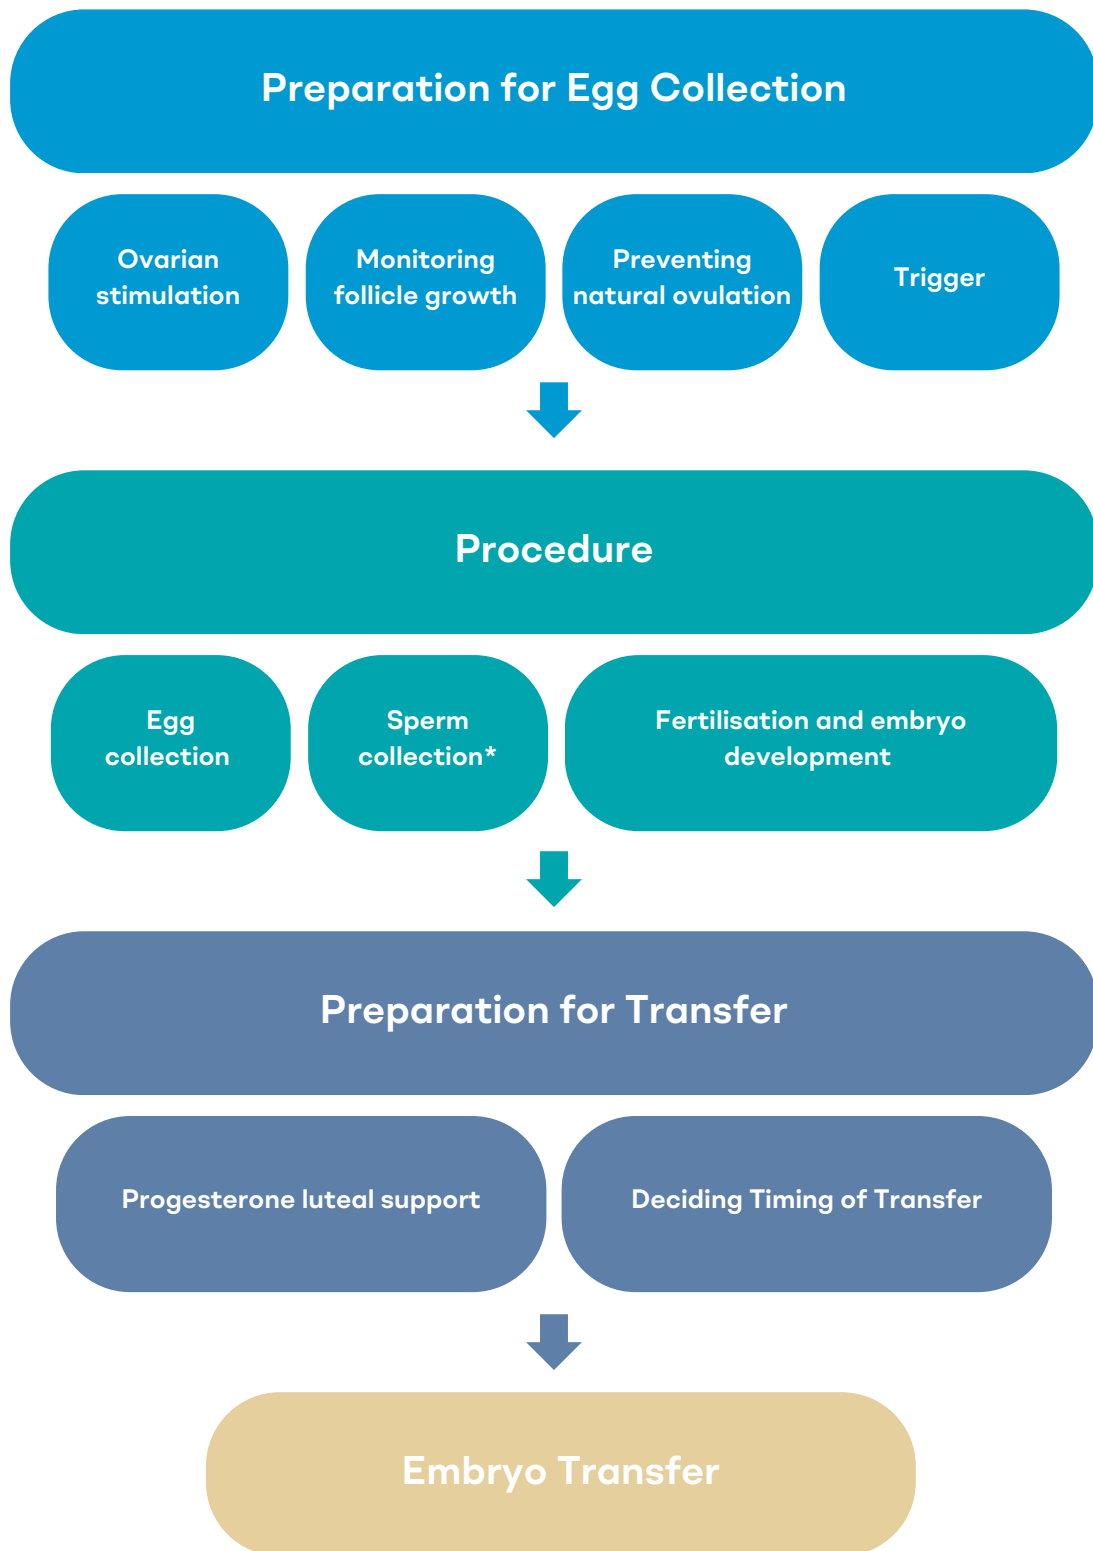 Preparation for Egg Collection
Ovarian
stimulation
Monitoring
follicle growth
Preventing
natural ovulation
Trigger
Procedure
Egg
collection
Sperm
collection*
Fertilisation and embryo
development
Preparation for Transfer
Progesterone luteal support
Deciding Timing of Transfer
Embryo Transfer